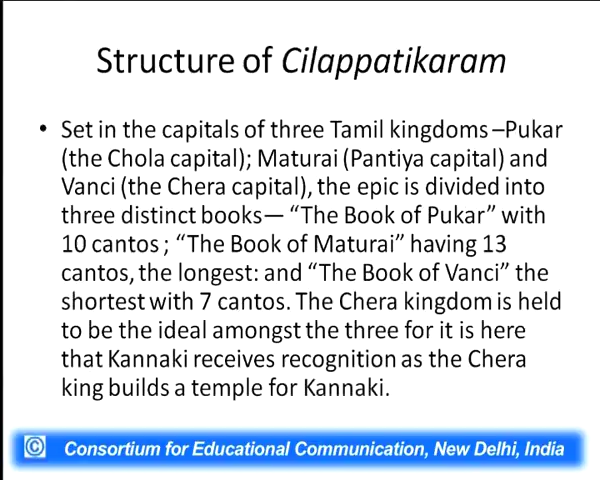 Structure of Cilappatikaram
• Set in the capitals of three Tamil kingdoms –Pukar
(the Chola capital); Maturai (Pantiya capital) and
Vanci (the Chera capital), the epic is divided into
three distinct books— “The Book of Pukar” with
10 cantos ; “The Book of Maturai” having 13
cantos, the longest: and “The Book of Vanci” the
shortest with 7 cantos. The Chera kingdom is held
to be the ideal amongst the three for it is here
that Kannaki receives recognition as the Chera
king builds a temple for Kannaki.
© Consortium for Educational Communication, New Delhi, India